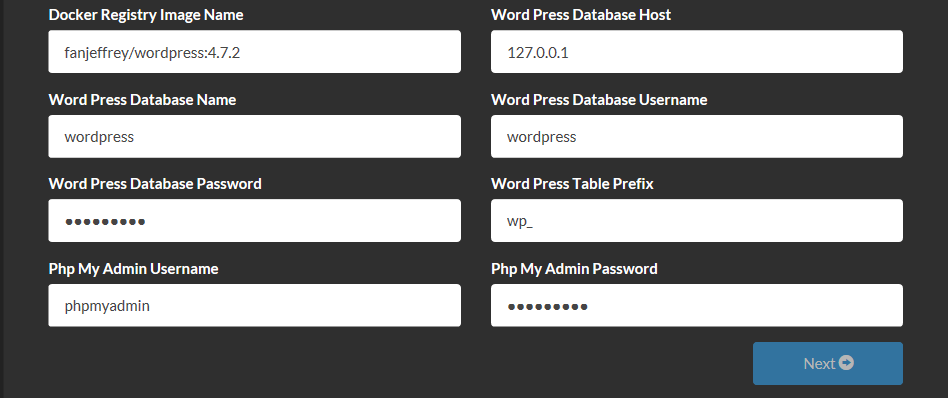 Docker Registry Image Name
Word Press Database Host
fanjeffrey/wordpress:4.7.2
127.0.0.1
Word Press Database Name
Word Press Database Username
wordpress
wordpress
Word Press Database Password
Word Press Table Prefix
●●●●●●●●●
wp_
Php My Admin Username
Php My Admin Password
phpmyadmin
●●●●●●●●●
Next